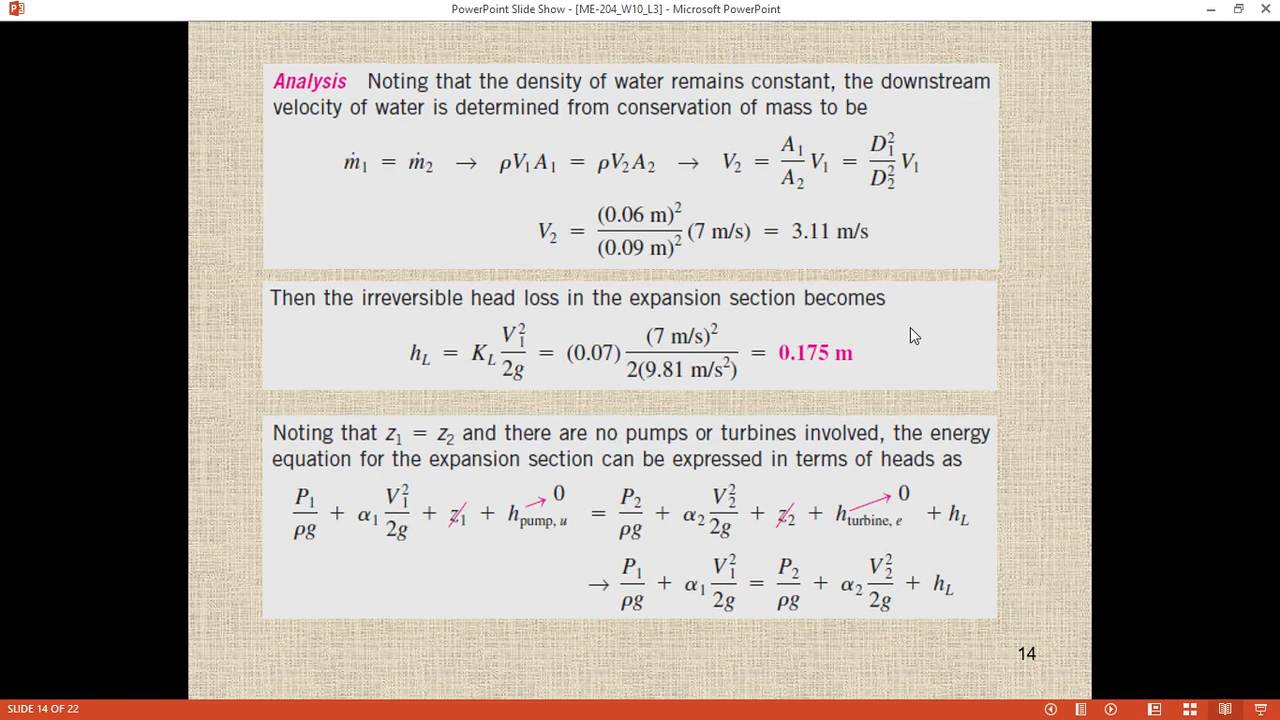 PowerPoint Slide Show - [ME-204_W10_L3] - Microsoft PowerPoint
Analysis Noting that the density of water remains constant, the downstream
velocity of water is determined from conservation of mass to be
ṁ₁ = ṁ₂ → ρV₁A₁ = ρV₂A₂ → V₂ = A₁/A₂ V₁ = D₁²/D₂² V₁
V₂ = (0.06 m)²/(0.09 m)² (7 m/s) = 3.11 m/s
Then the irreversible head loss in the expansion section becomes
h_L = K_L V₁²/2g = (0.07) (7 m/s)²/2(9.81 m/s²) = 0.175 m
Noting that z₁ = z₂ and there are no pumps or turbines involved, the energy
equation for the expansion section can be expressed in terms of heads as
P₁/ρg + α₁ V₁²/2g + z₁ + h_pump, u 0 = P₂/ρg + α₂ V₂²/2g + z₂ + h_turbine, e 0 + h_L
→ P₁/ρg + α₁ V₁²/2g = P₂/ρg + α₂ V₂²/2g + h_L
14
SLIDE 14 OF 22